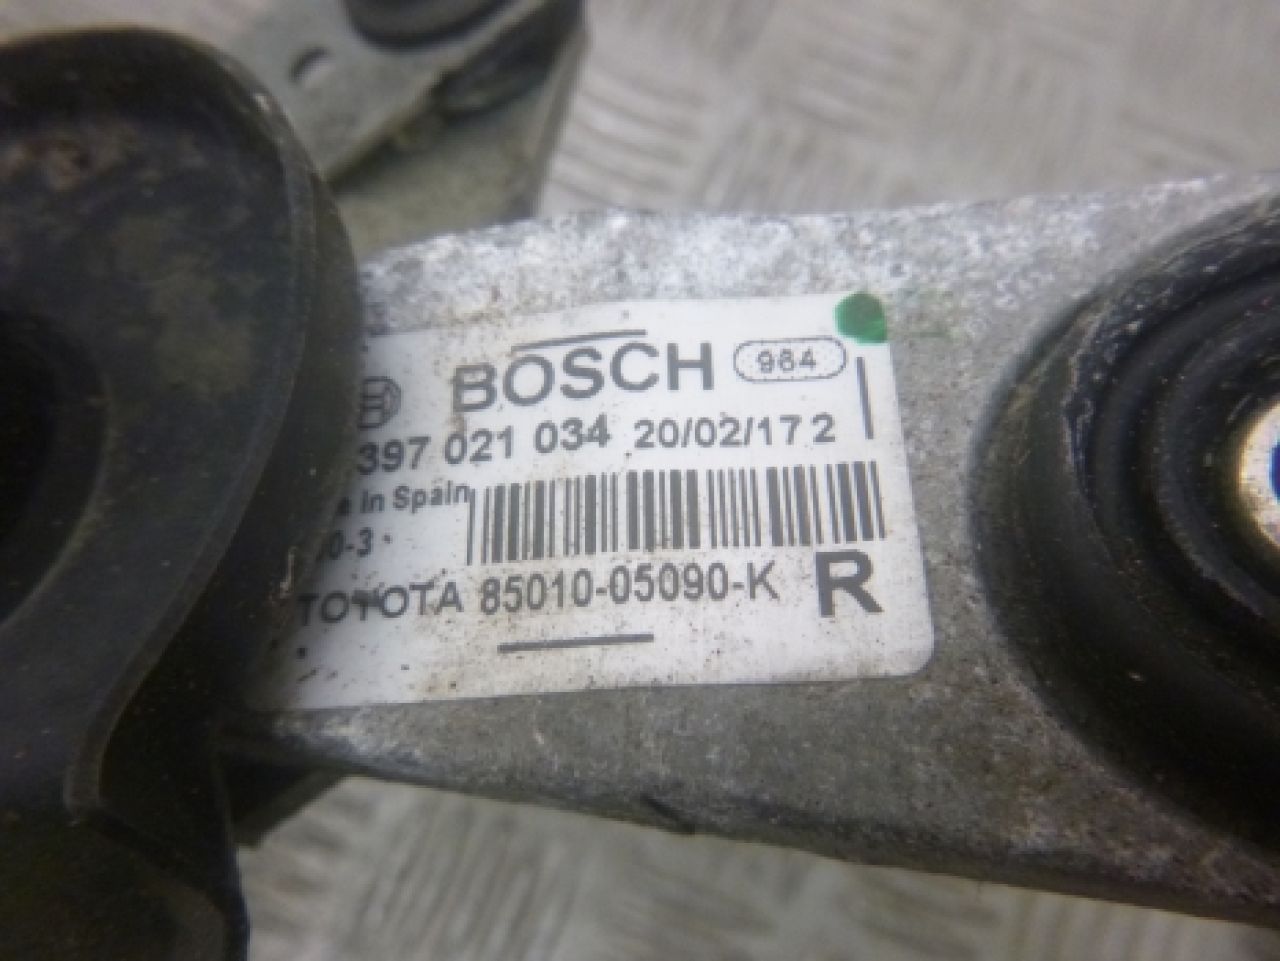 BOSCH 984
397 021 034 20/02/17 2
in Spain
0-3
TOYOTA 85010-05090-K R